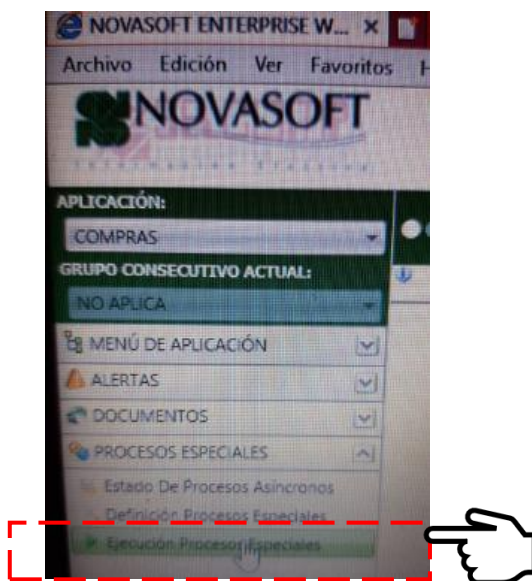 NOVASOFT ENTERPRISE W... ×
Archivo Edición Ver Favoritos
NOVASOFT
APLICACIÓN:
COMPRAS
GRUPO CONSECUTIVO ACTUAL:
NO APLICA
MENÚ DE APLICACIÓN
ALERTAS
DOCUMENTOS
PROCESOS ESPECIALES
Estado De Procesos Asincronos
Definición Procesos Especiales
Ejecución Procesos Especiales